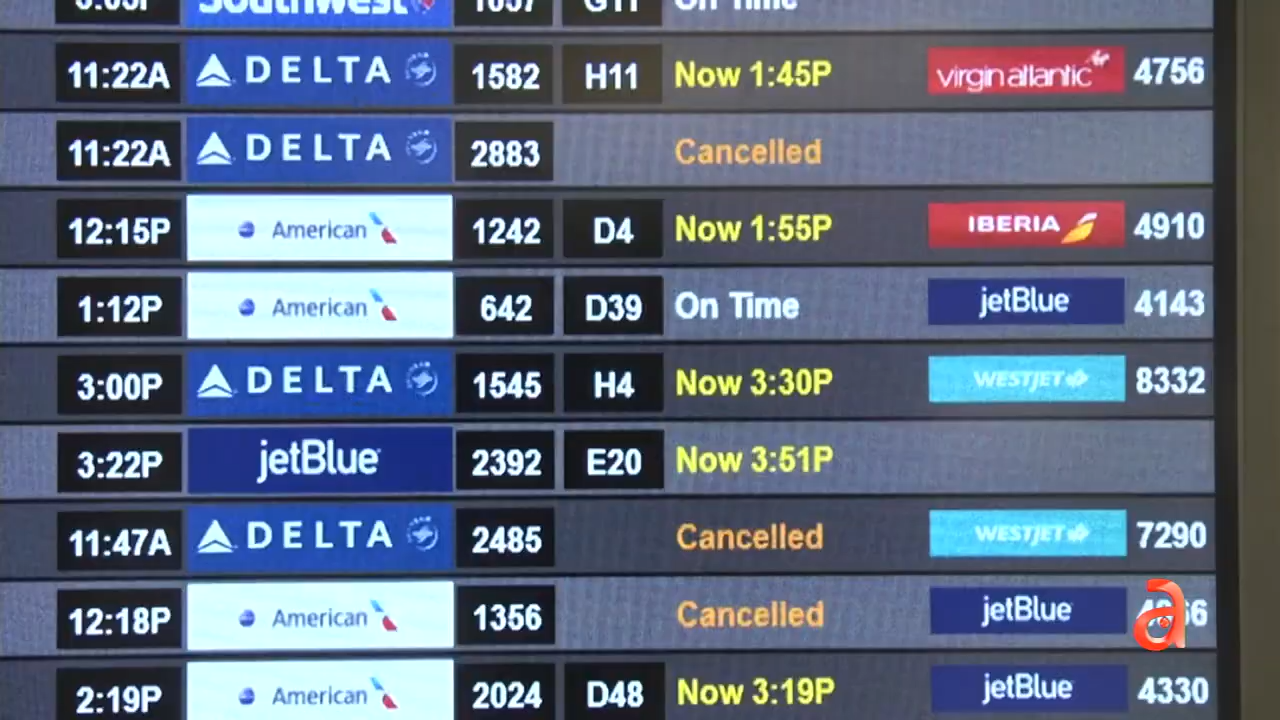 Southwest 1057 G11 On Time
11:22A DELTA 1582 H11 Now 1:45P virgin atlantic 4756
11:22A DELTA 2883 Cancelled
12:15P American 1242 D4 Now 1:55P IBERIA 4910
1:12P American 642 D39 On Time jetBlue 4143
3:00P DELTA 1545 H4 Now 3:30P WESTJET 8332
3:22P jetBlue 2392 E20 Now 3:51P
11:47A DELTA 2485 Cancelled WESTJET 7290
12:18P American 1356 Cancelled jetBlue
a
2:19P American 2024 D48 Now 3:19P jetBlue 4330